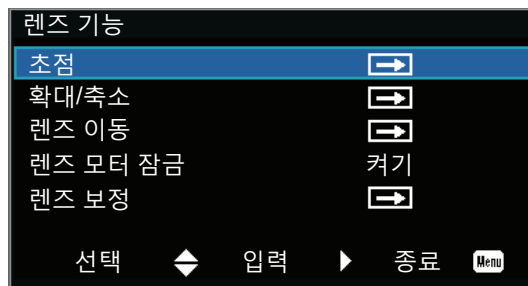 렌즈 기능
초점
확대/축소
렌즈 이동
렌즈 모터 잠금 켜기
렌즈 보정
선택 입력 종료 Menu